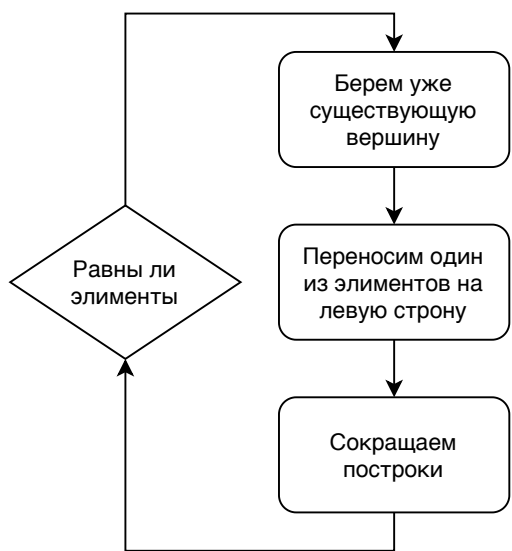 Берем уже
существующую
вершину
Равны ли
элименты
Переносим один
из элиментов на
левую строну
Сокращаем
построки